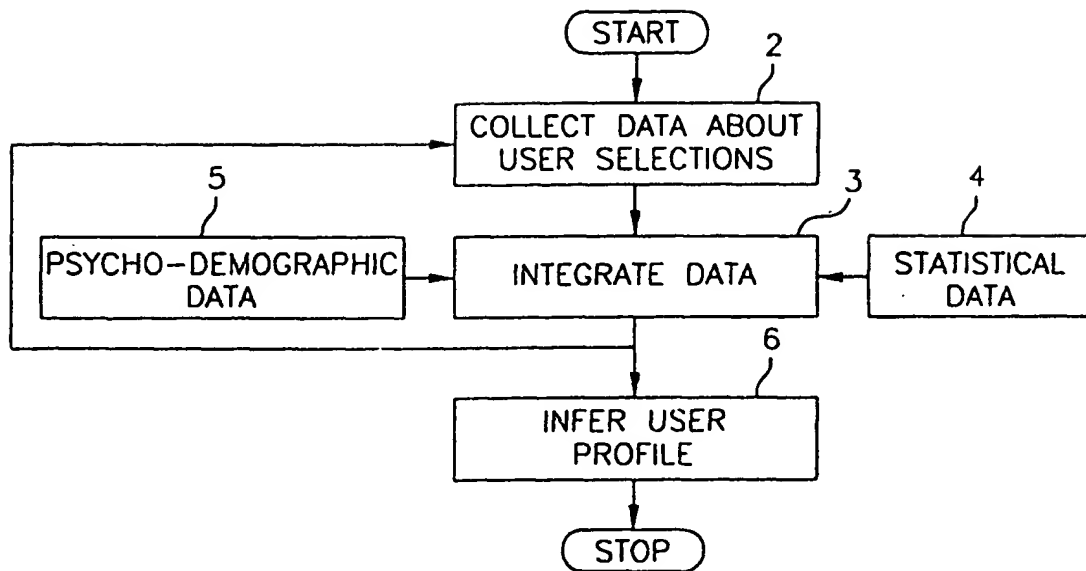 START
2
COLLECT DATA ABOUT
USER SELECTIONS
5
3
4
PSYCHO-DEMOGRAPHIC
DATA
INTEGRATE DATA
STATISTICAL
DATA
6
INFER USER
PROFILE
STOP